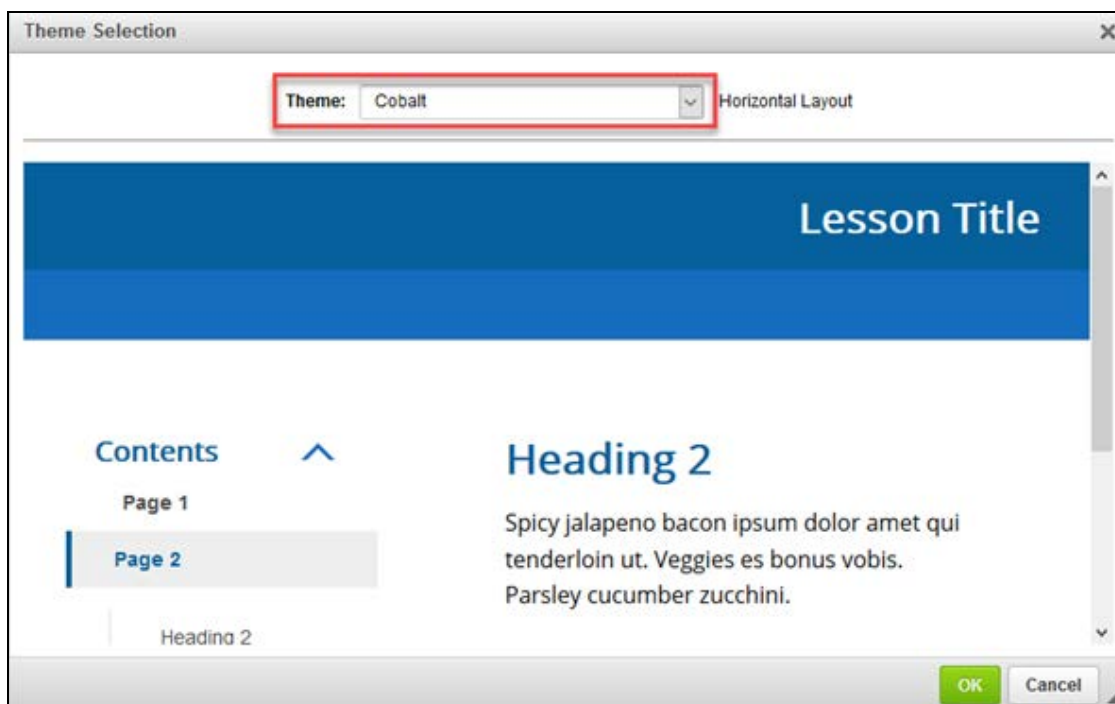 Theme Selection
Theme: Cobalt Horizontal Layout
Lesson Title
Contents
Page 1
Page 2
Heading 2
Heading 2
Spicy jalapeno bacon ipsum dolor amet qui
tenderloin ut. Veggies es bonus vobis.
Parsley cucumber zucchini.
OK Cancel